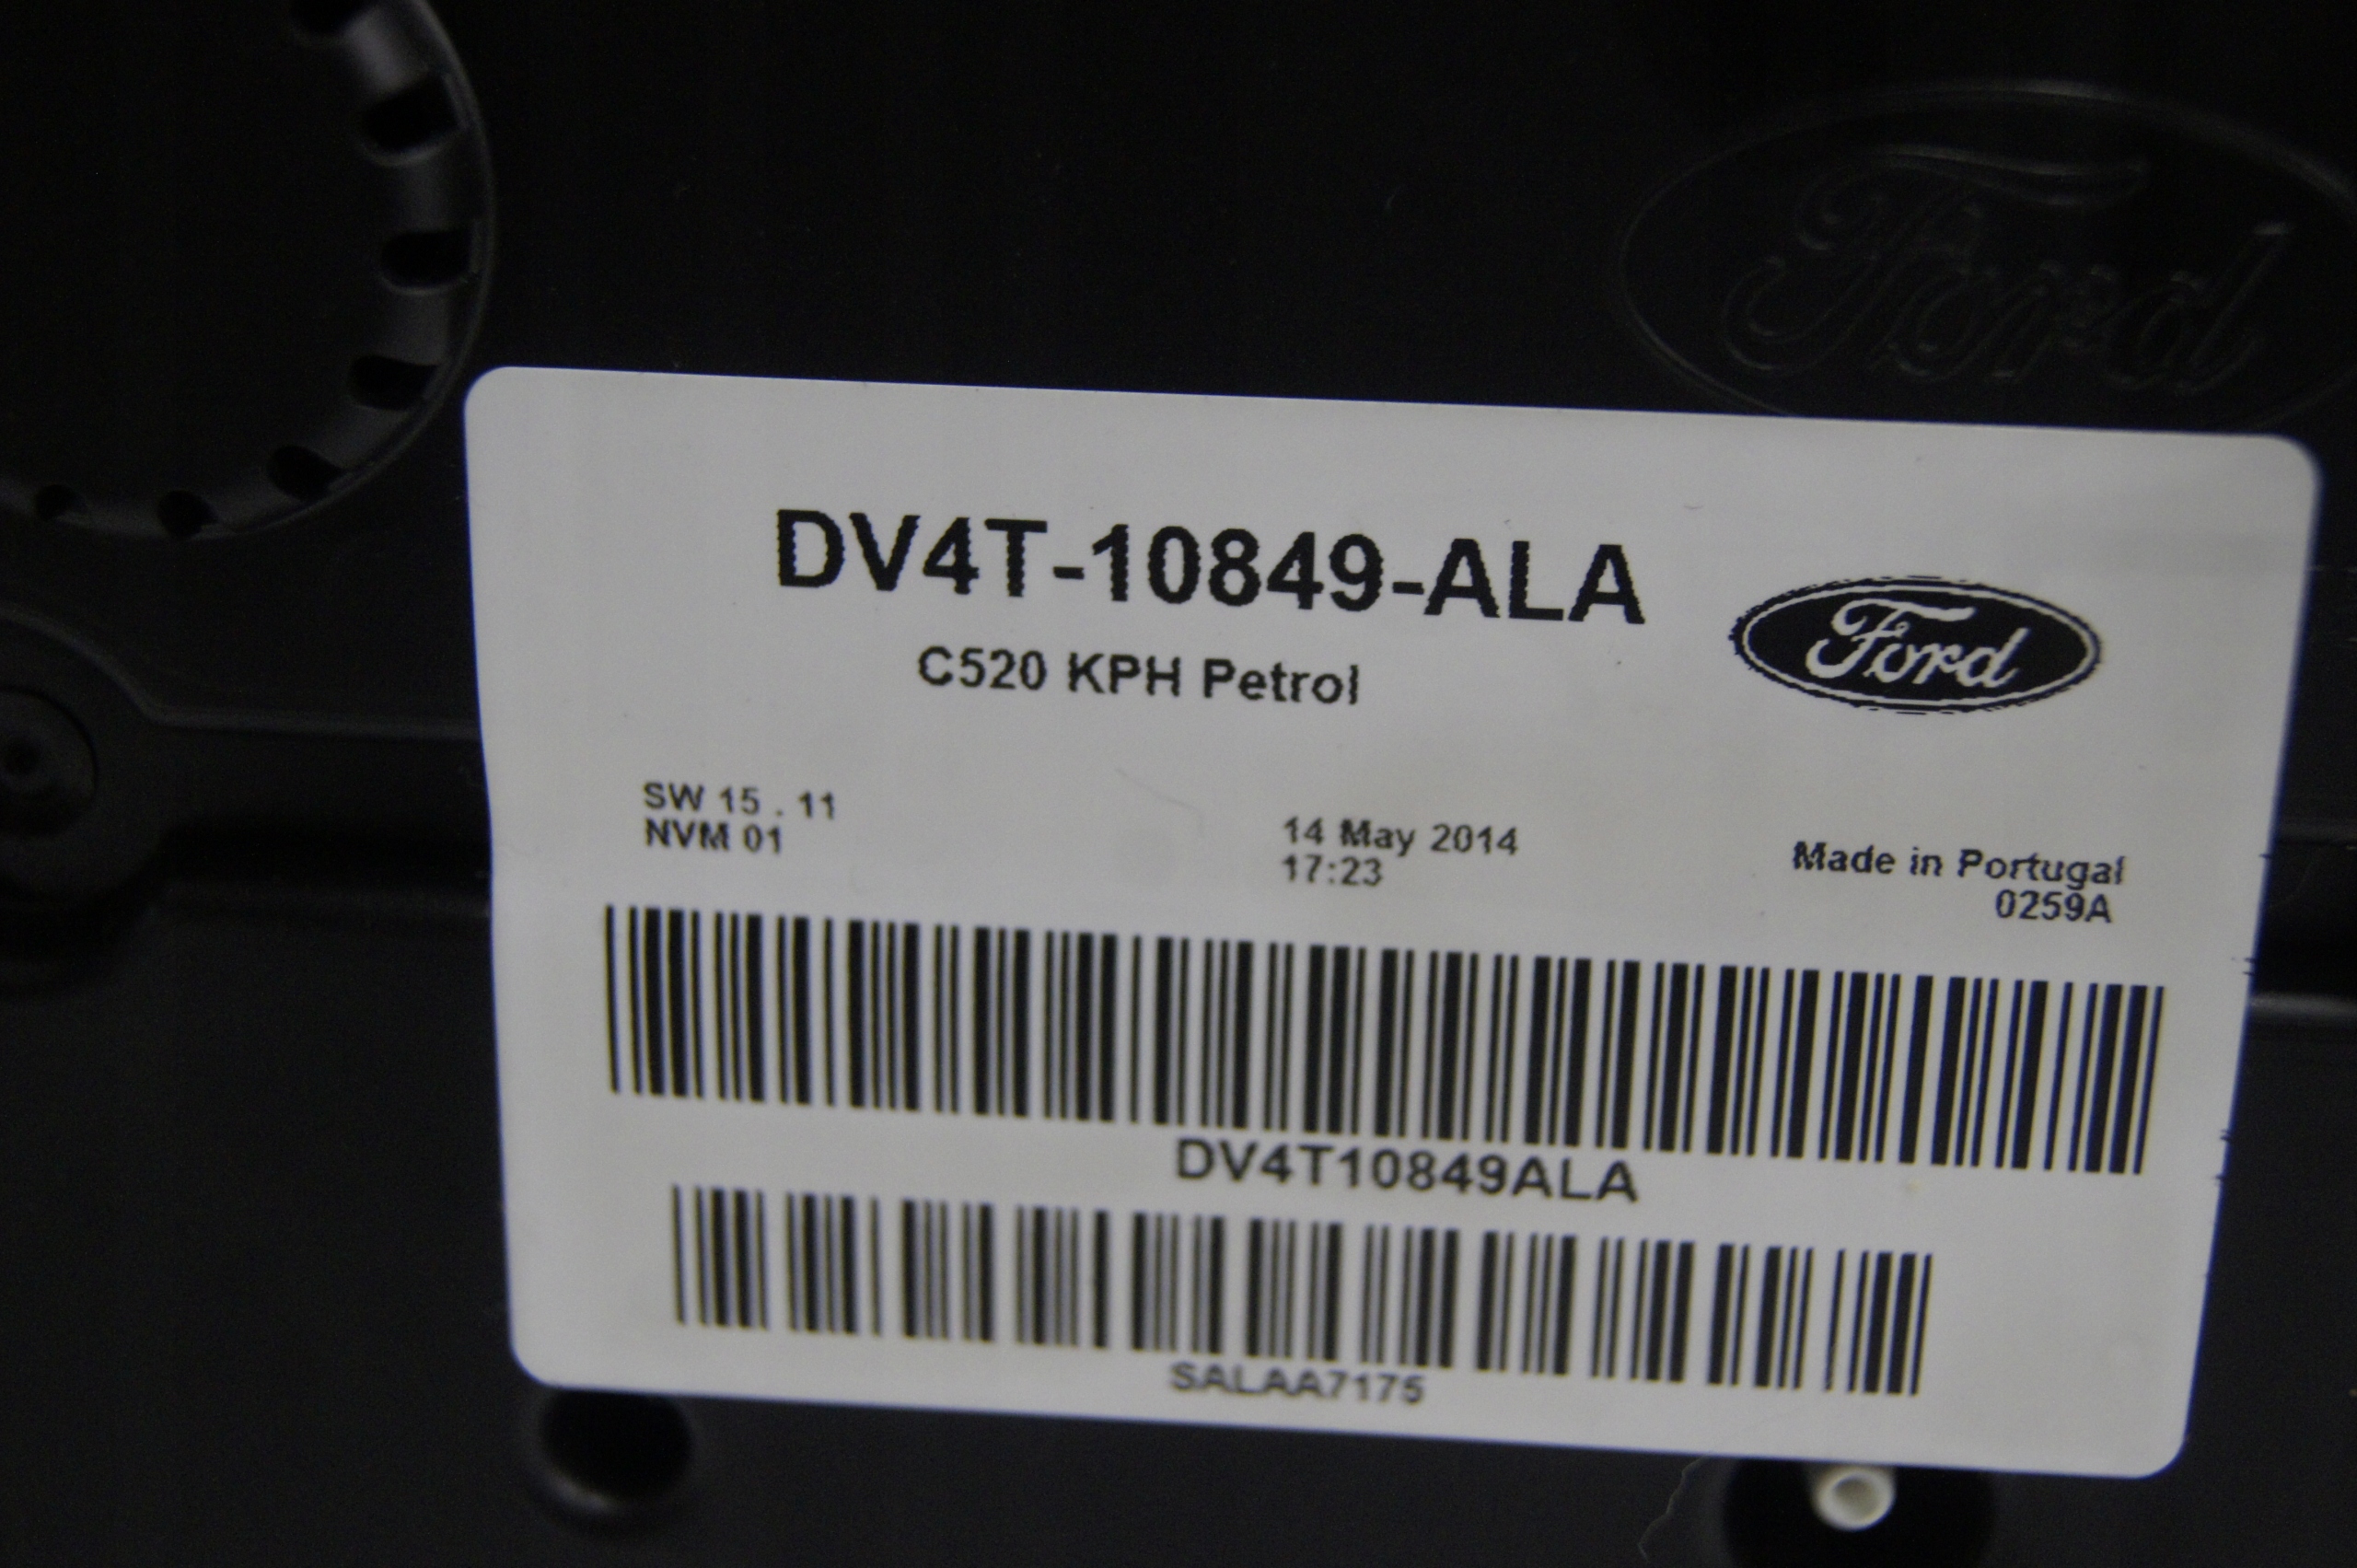 Ford
DV4T-10849-ALA
Ford
C520 KPH Petrol
SW 15 . 11
NVM 01
14 May 2014
17:23
Made in Portugal
0259A
DV4T10849ALA
SALAA7175